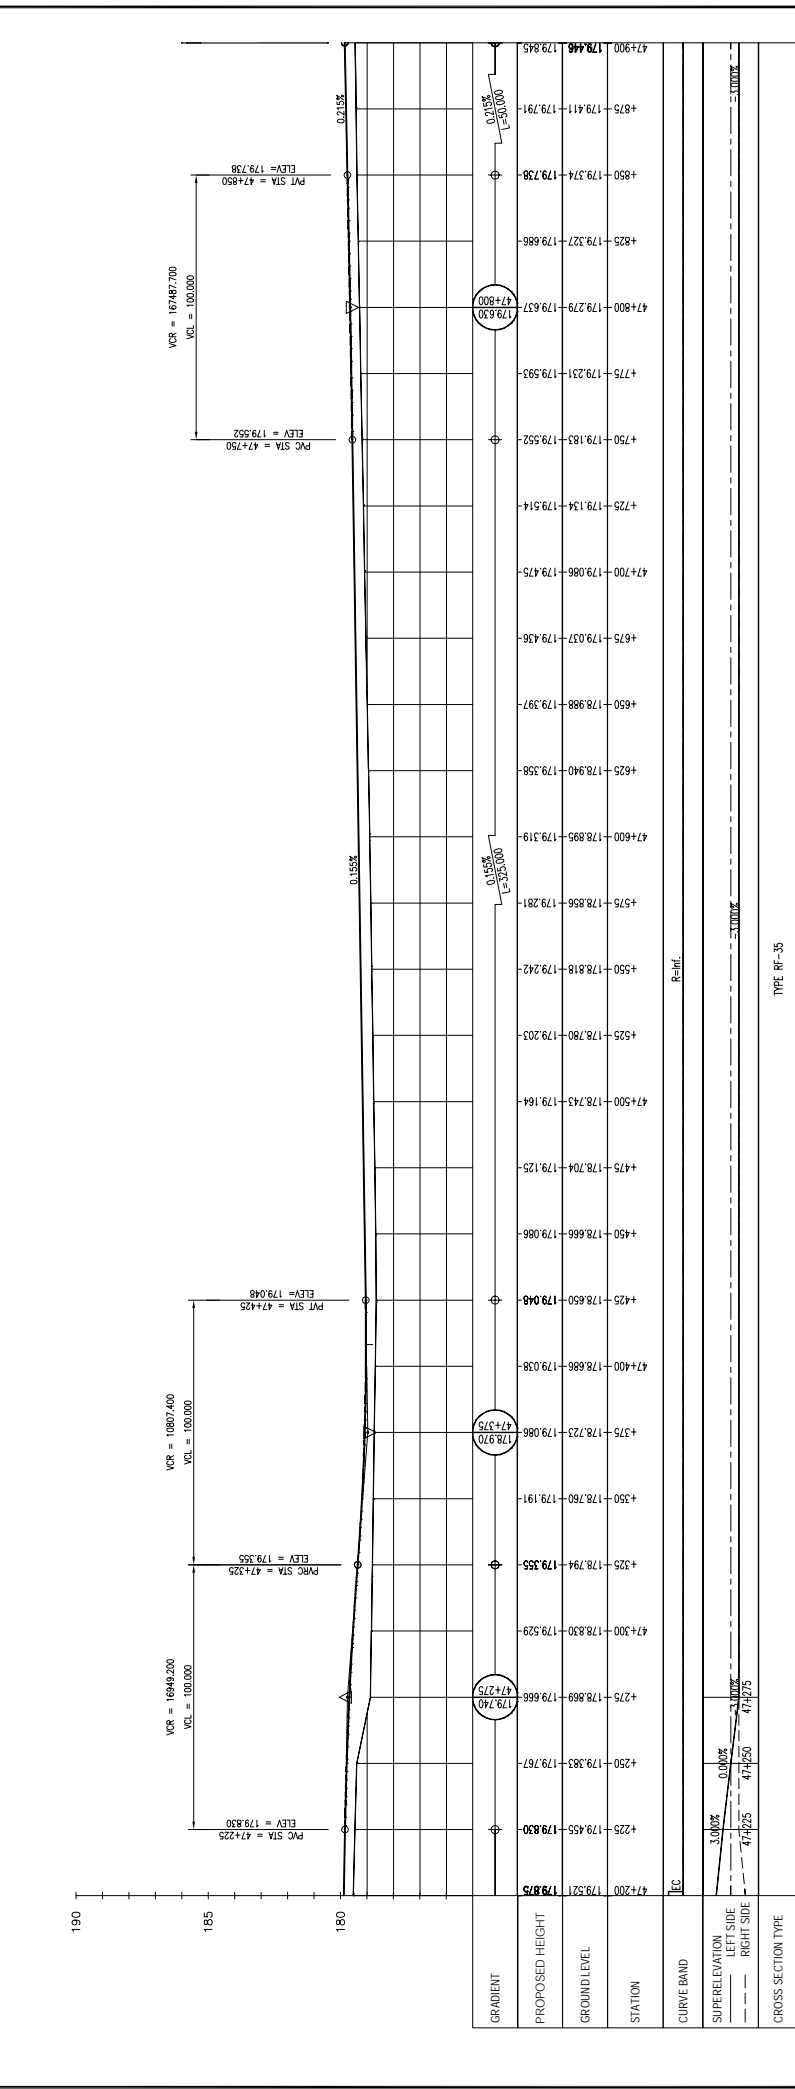 190
185
180
VCR = 16949.200
VCL = 100.000
VCR = 10807.400
VCL = 100.000
VCR = 167487.700
VCL = 100.000
PVC STA = 47+225
ELEV = 179.830
PVRC STA = 47+325
ELEV = 179.355
PVT STA = 47+425
ELEV= 179.048
PVC STA = 47+750
ELEV = 179.552
PVT STA = 47+850
ELEV= 179.738
0.155% 0.215%
GRADIENT
47+275
179.740
47+375
178.970
0.155%
L=325.000
47+800
179.630
0.215%
L=50.000
PROPOSED HEIGHT 179.875 179.830 179.767 179.666 179.529 179.355 179.191 179.086 179.038 179.048 179.086 179.125 179.164 179.203 179.242 179.281 179.319 179.358 179.397 179.436 179.475 179.514 179.552 179.593 179.637 179.686 179.738 179.791 179.845
GROUND LEVEL 179.521 179.455 179.383 178.869 178.830 178.794 178.760 178.723 178.686 178.650 178.666 178.704 178.743 178.780 178.818 178.856 178.895 178.940 178.988 179.037 179.086 179.134 179.183 179.231 179.279 179.327 179.374 179.411 179.446
STATION 47+200 +225 +250 +275 47+300 +325 +350 +375 47+400 +425 +450 +475 47+500 +525 +550 +575 47+600 +625 +650 +675 47+700 +725 +750 +775 47+800 +825 +850 +875 47+900
CURVE BAND EC R=Inf.
SUPERELEVATION 3.000% 0.000%
LEFT SIDE -3.000% -3.000% -3.000%
RIGHT SIDE 47+225 47+250 47+275
CROSS SECTION TYPE TYPE RF-35